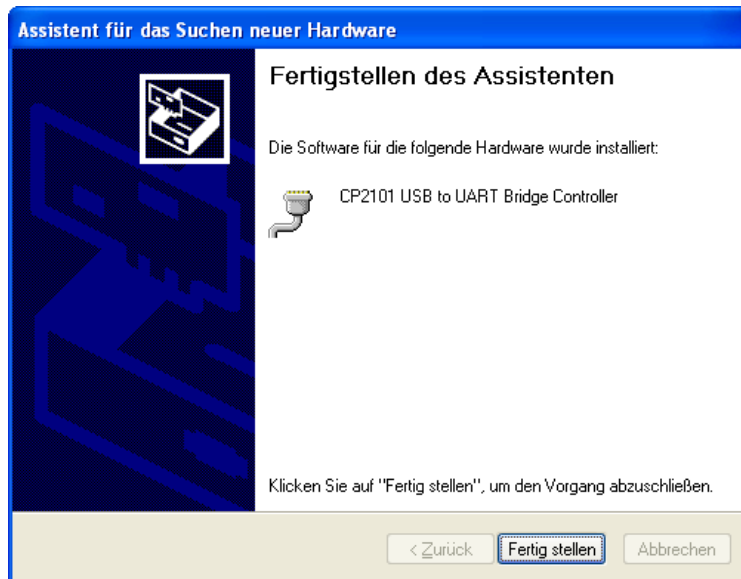 Assistent für das Suchen neuer Hardware
Fertigstellen des Assistenten
Die Software für die folgende Hardware wurde installiert:
CP2101 USB to UART Bridge Controller
Klicken Sie auf "Fertig stellen", um den Vorgang abzuschließen.
< Zurück Fertig stellen Abbrechen